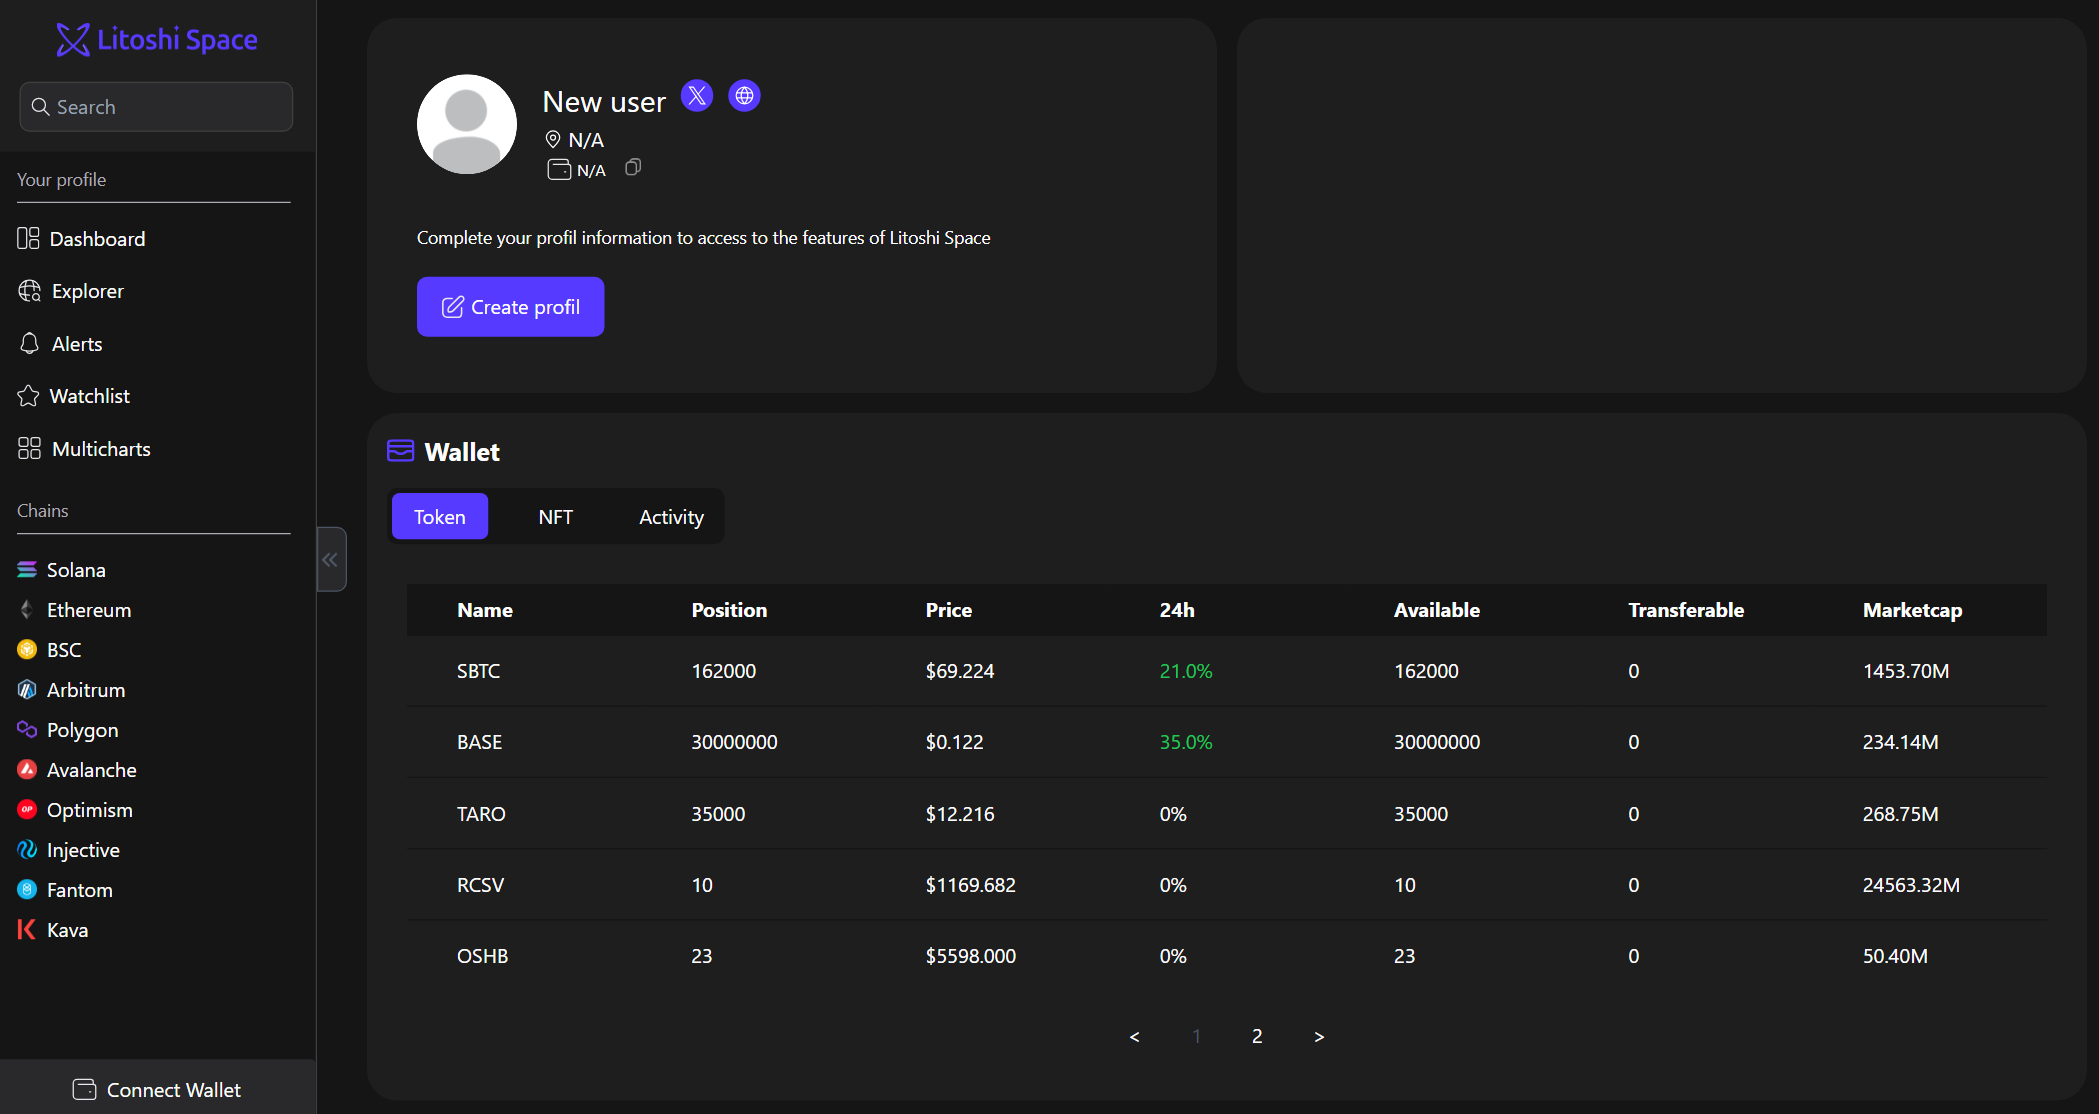 Litoshi Space
Search
Your profile
Dashboard
Explorer
Alerts
Watchlist
Multicharts
Chains
Solana
Ethereum
BSC
Arbitrum
Polygon
Avalanche
Optimism
Injective
Fantom
Kava
Connect Wallet
New user
N/A
N/A
Complete your profil information to access to the features of Litoshi Space
Create profil
Wallet
Token NFT Activity
Name Position Price 24h Available Transferable Marketcap
SBTC 162000 $69.224 21.0% 162000 0 1453.70M
BASE 30000000 $0.122 35.0% 30000000 0 234.14M
TARO 35000 $12.216 0% 35000 0 268.75M
RCSV 10 $1169.682 0% 10 0 24563.32M
OSHB 23 $5598.000 0% 23 0 50.40M
< 1 2 >